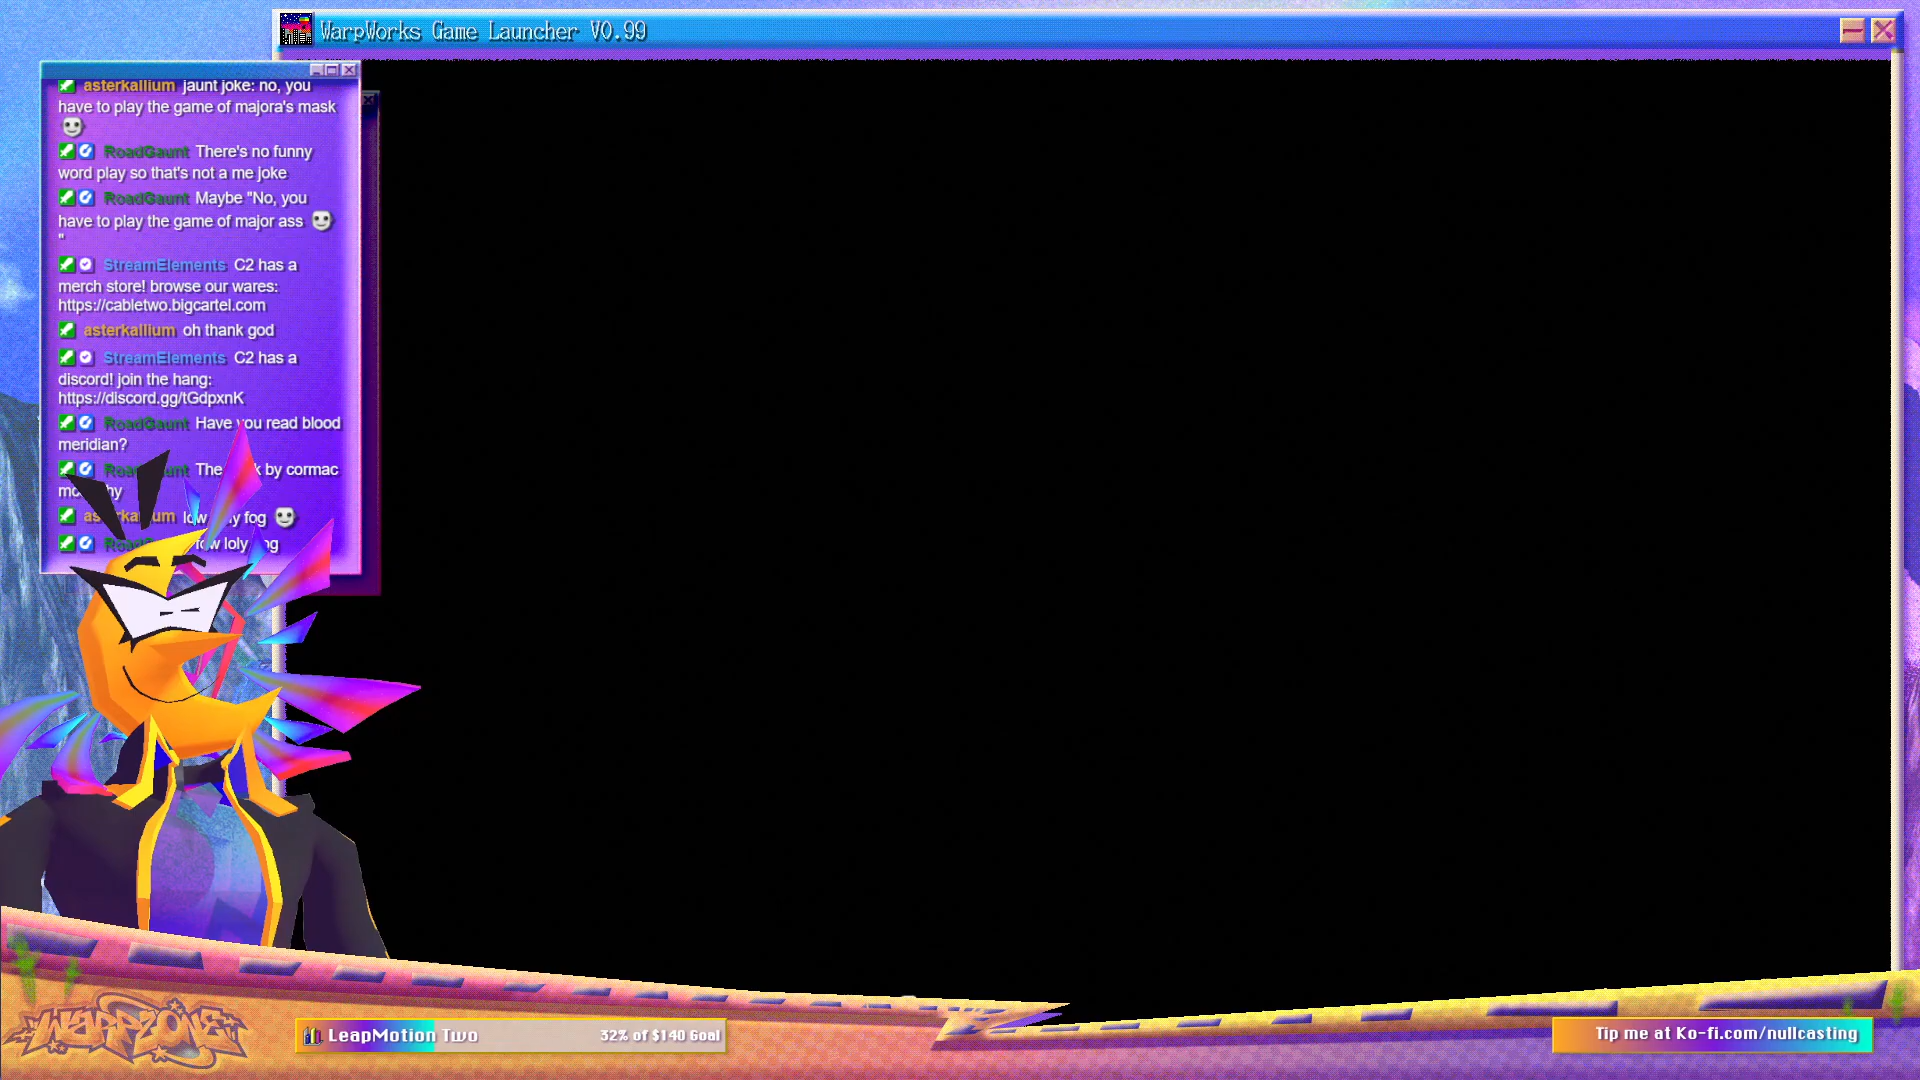 WarpWorks Game Launcher V0.99
asterkallium jaunt joke: no, you
have to play the game of majora's mask
RoadGaunt There's no funny
word play so that's not a me joke
RoadGaunt Maybe "No, you
have to play the game of major ass
"
StreamElements C2 has a
merch store! browse our wares:
https://cabletwo.bigcartel.com
asterkallium oh thank god
StreamElements C2 has a
discord! join the hang:
https://discord.gg/tGdpxnK
RoadGaunt Have you read blood
meridian?
by cormac
low fog
loly
WARPZONE
LeapMotion Two 32% of $140 Goal
Tip me at Ko-fi.com/nullcasting